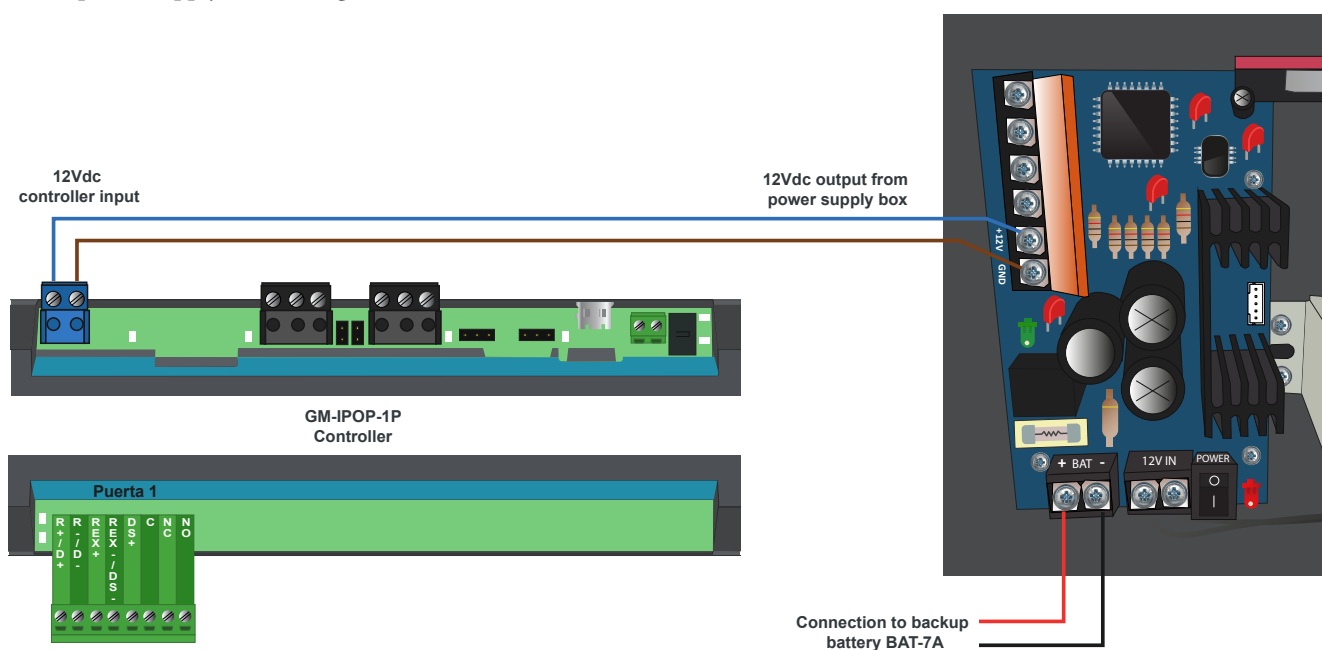 12Vdc
controller input
12Vdc output from
power supply box
+12V
GND
GM-IPOP-1P
Controller
Puerta 1
R+/D+
R-/D-
REX+
REX-/DS-
DS+
C
NC
NO
+ BAT -
12V IN
POWER
O
I
Connection to backup
battery BAT-7A